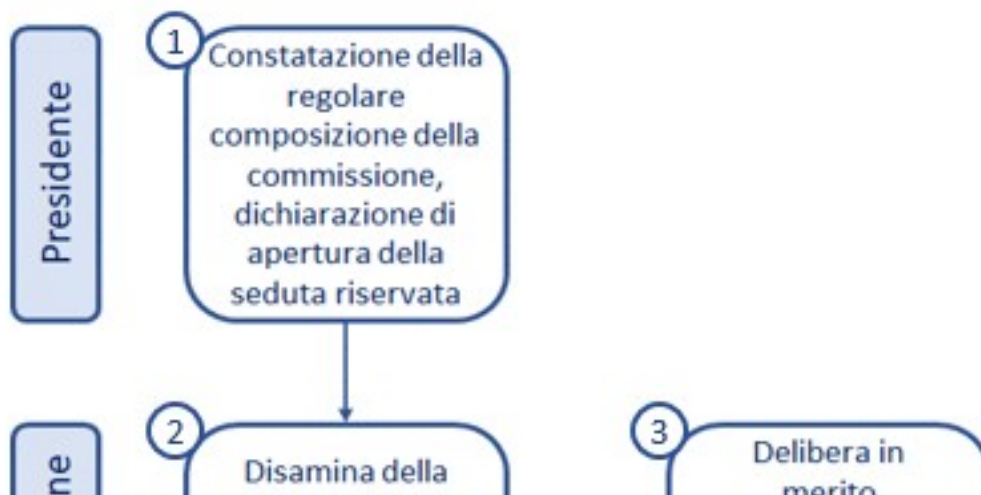 Presidente
1
Constatazione della
regolare
composizione della
commissione,
dichiarazione di
apertura della
seduta riservata
2
Disamina della
3
Delibera in
merito